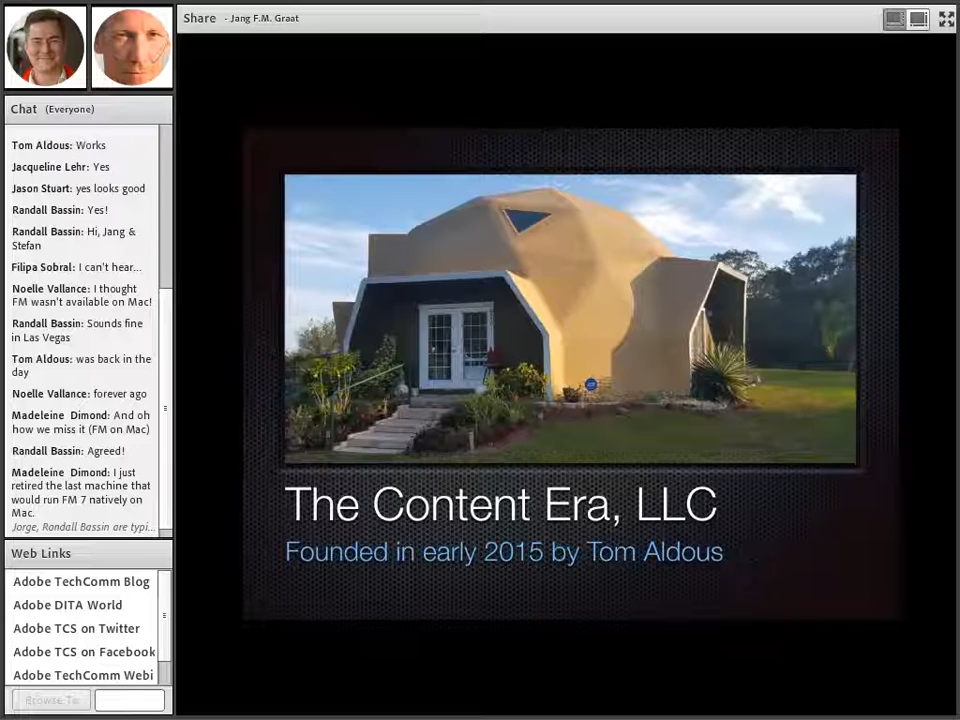 Share - Jang F.M. Graat
Chat (Everyone)
Tom Aldous: Works
Jacqueline Lehr: Yes
Jason Stuart: yes looks good
Randall Bassin: Yes!
Randall Bassin: Hi, Jang &
Stefan
Filipa Sobral: I can't hear...
Noelle Vallance: I thought
FM wasn't available on Mac!
Randall Bassin: Sounds fine
in Las Vegas
Tom Aldous: was back in the
day
Noelle Vallance: forever ago
Madeleine Dimond: And oh
how we miss it (FM on Mac)
Randall Bassin: Agreed!
Madeleine Dimond: I just
retired the last machine that
would run FM 7 natively on
Mac.
Jorge, Randall Bassin are typi...
Web Links
Adobe TechComm Blog
Adobe DITA World
Adobe TCS on Twitter
Adobe TCS on Facebook
Adobe TechComm Webi
Browse To
The Content Era, LLC
Founded in early 2015 by Tom Aldous